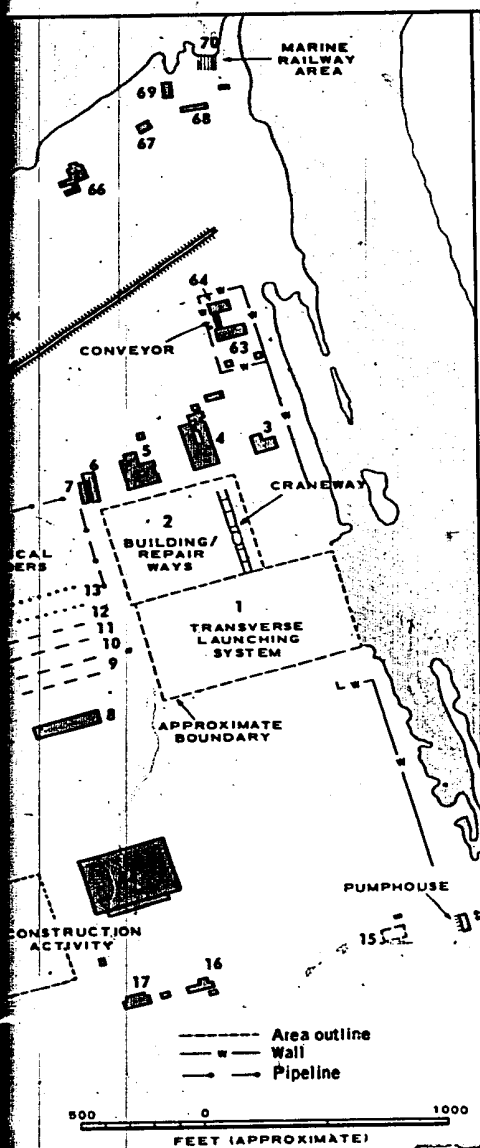 70
MARINE
RAILWAY
AREA
69
68
67
66
64
W
W
CONVEYOR
63
W
W
3
4
5
6
7
CRANEWAY
2
BUILDING/
REPAIR
WAYS
CAL
ERS
13
12
11
10
9
1
TRANSVERSE
LAUNCHING
SYSTEM
W
8
APPROXIMATE
BOUNDARY
W
PUMPHOUSE
CONSTRUCTION
ACTIVITY
15
16
17
Area outline
W
Wall
Pipeline
500 0 1000
FEET (APPROXIMATE)